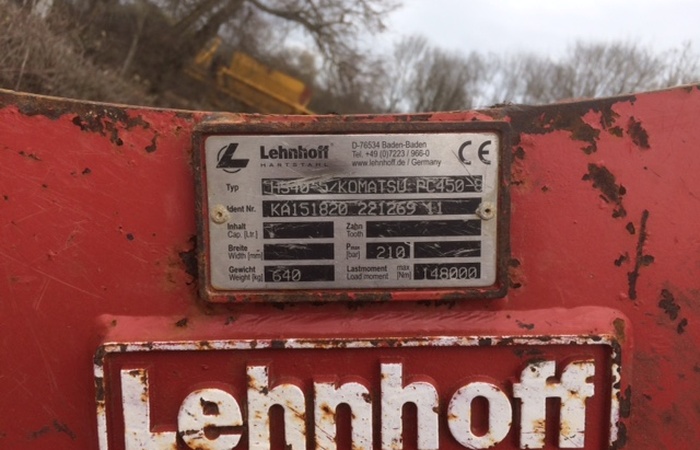 Lehnhoff®
HARTSTAHL
D-76534 Baden-Baden
Tel. +49 (0)7223 / 966-0
www.lehnhoff.de / Germany
CE
Typ HS40-5/KOMATSU PC450-8
Ident Nr. KA151820 221269 11
Inhalt
Cap. [Ltr.]
Zahn
Tooth
Breite
Width [mm]
Pmax
[bar] 210
Gewicht
Weight [kg] 640
Lastmoment max
Load moment [Nm] 148000
Lehnhoff